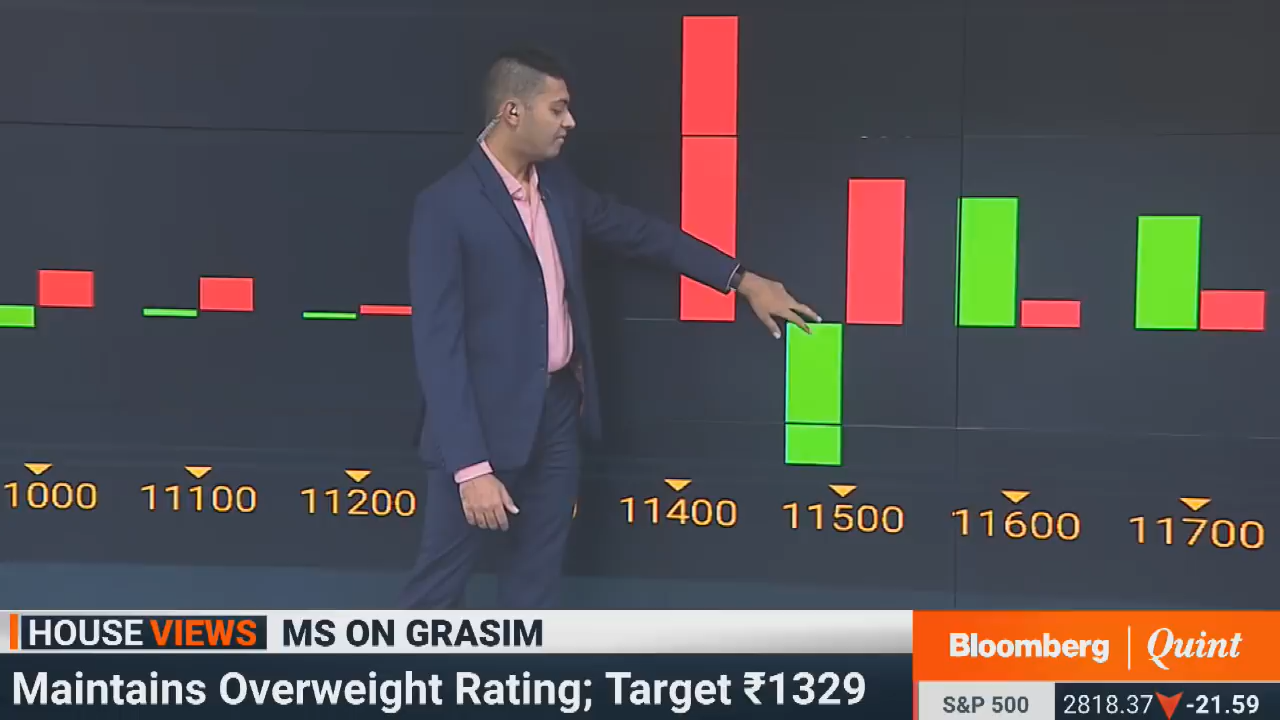 1000 11100 11200 11400 11500 11600 11700
HOUSE VIEWS MS ON GRASIM
Maintains Overweight Rating; Target ₹1329
Bloomberg | Quint
S&P 500 2818.37 -21.59